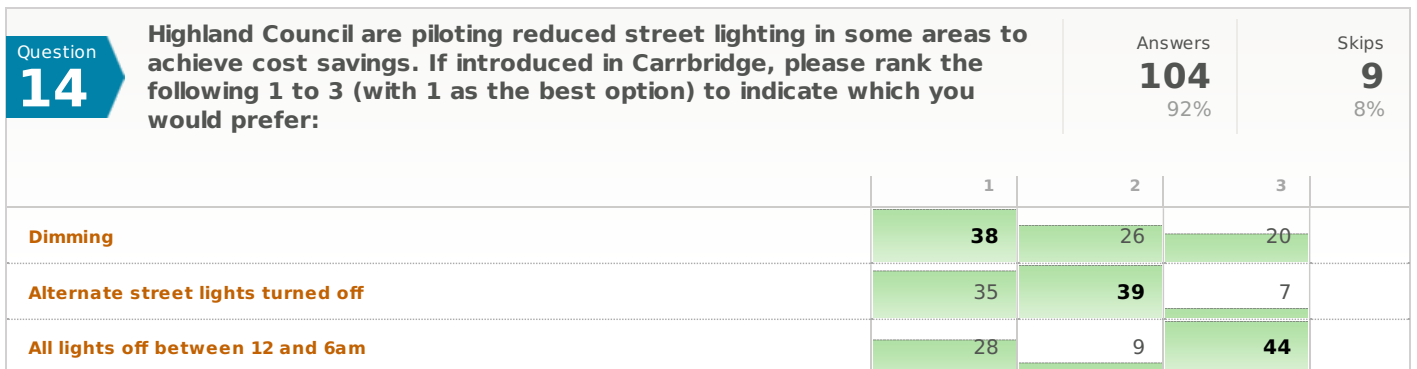 Question
14
Highland Council are piloting reduced street lighting in some areas to
achieve cost savings. If introduced in Carrbridge, please rank the
following 1 to 3 (with 1 as the best option) to indicate which you
would prefer:
Answers
104
92%
Skips
9
8%
1 2 3
Dimming 38 26 20
Alternate street lights turned off 35 39 7
All lights off between 12 and 6am 28 9 44